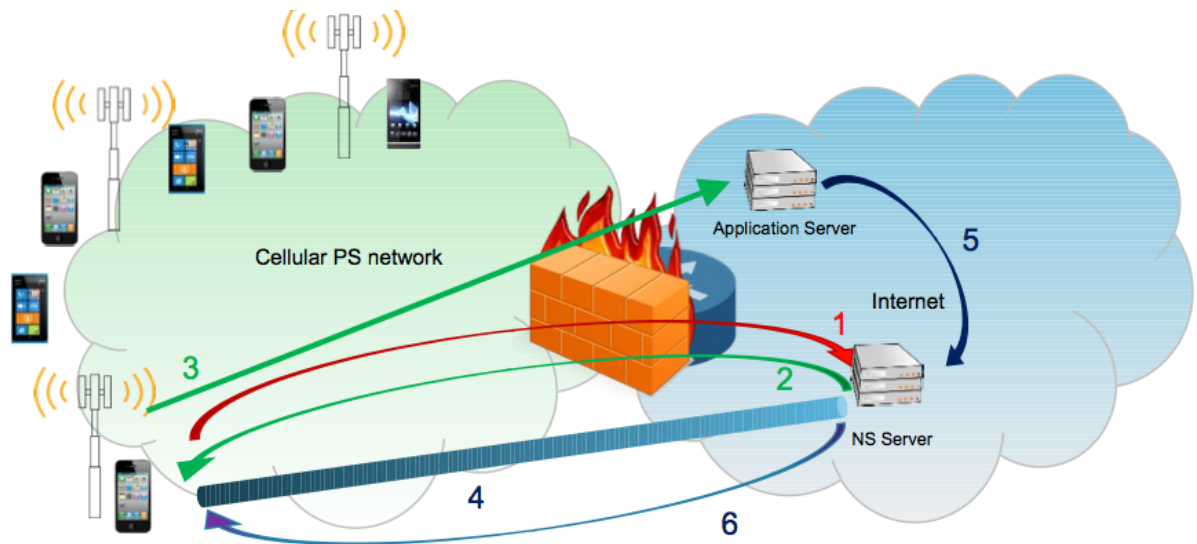 Cellular PS network
Application Server
5
Internet
1
3
2
NS Server
4
6